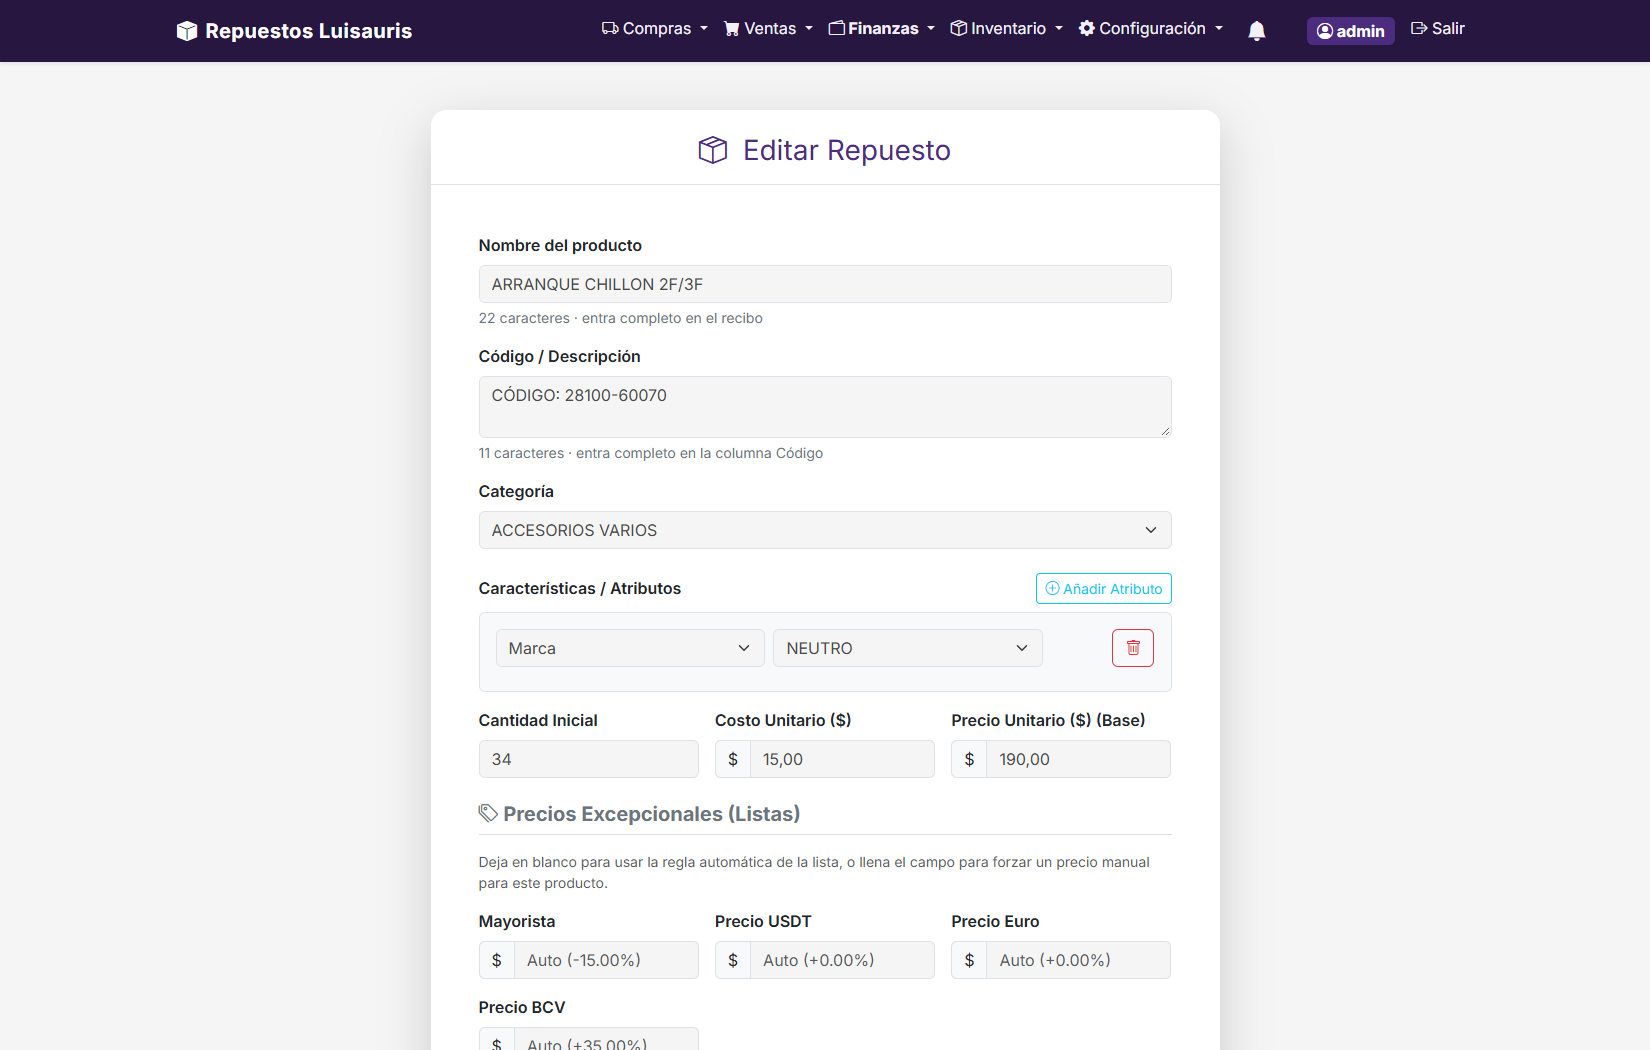 Repuestos Luisauris
Compras
Ventas
Finanzas
Inventario
Configuración
admin
Salir
Editar Repuesto
Nombre del producto
ARRANQUE CHILLON 2F/3F
22 caracteres · entra completo en el recibo
Código / Descripción
CÓDIGO: 28100-60070
11 caracteres · entra completo en la columna Código
Categoría
ACCESORIOS VARIOS
Características / Atributos
Añadir Atributo
Marca
NEUTRO
Cantidad Inicial
Costo Unitario ($)
Precio Unitario ($) (Base)
34
$ 15,00
$ 190,00
Precios Excepcionales (Listas)
Deja en blanco para usar la regla automática de la lista, o llena el campo para forzar un precio manual
para este producto.
Mayorista
Precio USDT
Precio Euro
$ Auto (-15.00%)
$ Auto (+0.00%)
$ Auto (+0.00%)
Precio BCV
$ Auto (+35.00%)